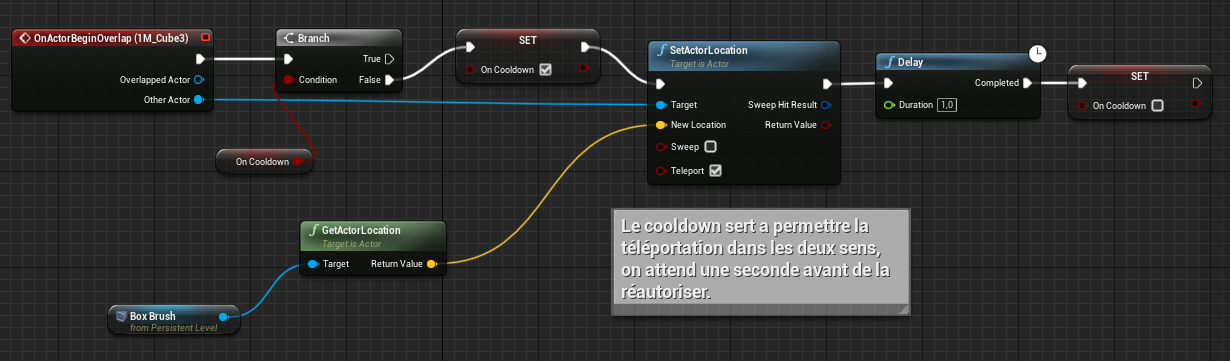 OnActorBeginOverlap (1M_Cube3)
Overlapped Actor
Other Actor
Branch
True
Condition
False
On Cooldown
SET
On Cooldown
SetActorLocation
Target is Actor
Target
Sweep Hit Result
New Location
Return Value
Sweep
Teleport
Delay
Completed
Duration 1,0
SET
On Cooldown
GetActorLocation
Target is Actor
Target
Return Value
Box Brush
from Persistent Level
Le cooldown sert a permettre la
téléportation dans les deux sens,
on attend une seconde avant de la
réautoriser.